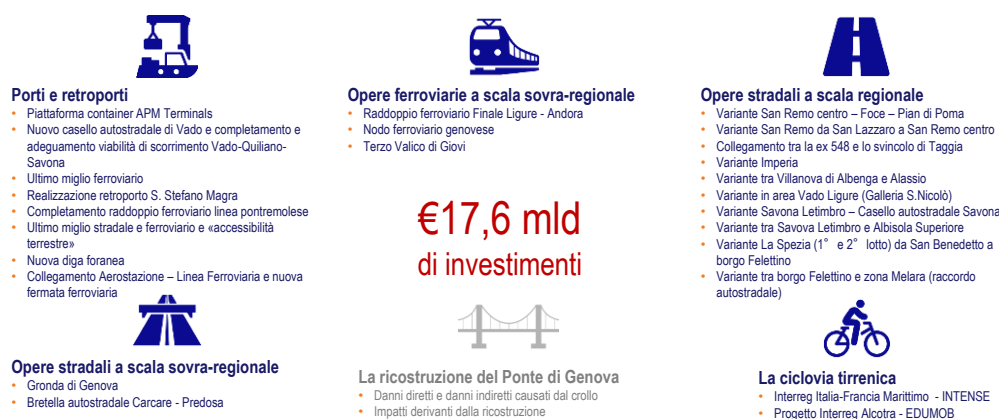 Porti e retroporti
• Piattaforma container APM Terminals
• Nuovo casello autostradale di Vado e completamento e
adeguamento viabilità di scorrimento Vado-Quiliano-
Savona
• Ultimo miglio ferroviario
• Realizzazione retroporto S. Stefano Magra
• Completamento raddoppio ferroviario linea pontremolese
• Ultimo miglio stradale e ferroviario e «accessibilità
terrestre»
• Nuova diga foranea
• Collegamento Aerostazione – Linea Ferroviaria e nuova
fermata ferroviaria
Opere stradali a scala sovra-regionale
• Gronda di Genova
• Bretella autostradale Carcare - Predosa
Opere ferroviarie a scala sovra-regionale
• Raddoppio ferroviario Finale Ligure - Andora
• Nodo ferroviario genovese
• Terzo Valico di Giovi
€17,6 mld
di investimenti
La ricostruzione del Ponte di Genova
• Danni diretti e danni indiretti causati dal crollo
• Impatti derivanti dalla ricostruzione
Opere stradali a scala regionale
• Variante San Remo centro – Foce – Pian di Poma
• Variante San Remo da San Lazzaro a San Remo centro
• Collegamento tra la ex 548 e lo svincolo di Taggia
• Variante Imperia
• Variante tra Villanova di Albenga e Alassio
• Variante in area Vado Ligure (Galleria S.Nicolò)
• Variante Savona Letimbro – Casello autostradale Savona
• Variante tra Savova Letimbro e Albisola Superiore
• Variante La Spezia (1° e 2° lotto) da San Benedetto a
borgo Felettino
• Variante tra borgo Felettino e zona Melara (raccordo
autostradale)
La ciclovia tirrenica
• Interreg Italia-Francia Marittimo - INTENSE
• Progetto Interreg Alcotra - EDUMOB